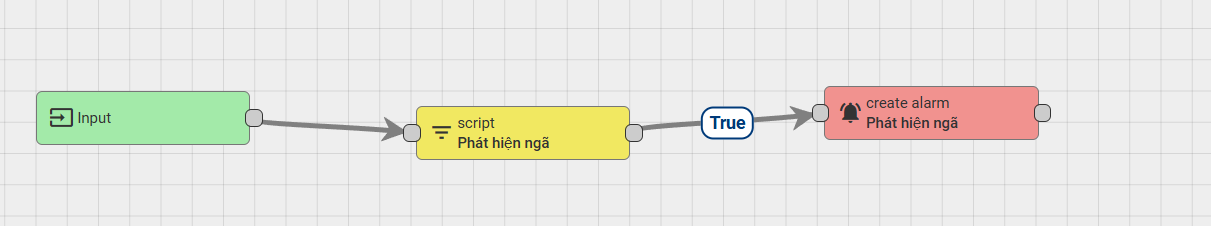 Input
script
Phát hiện ngã
True
create alarm
Phát hiện ngã